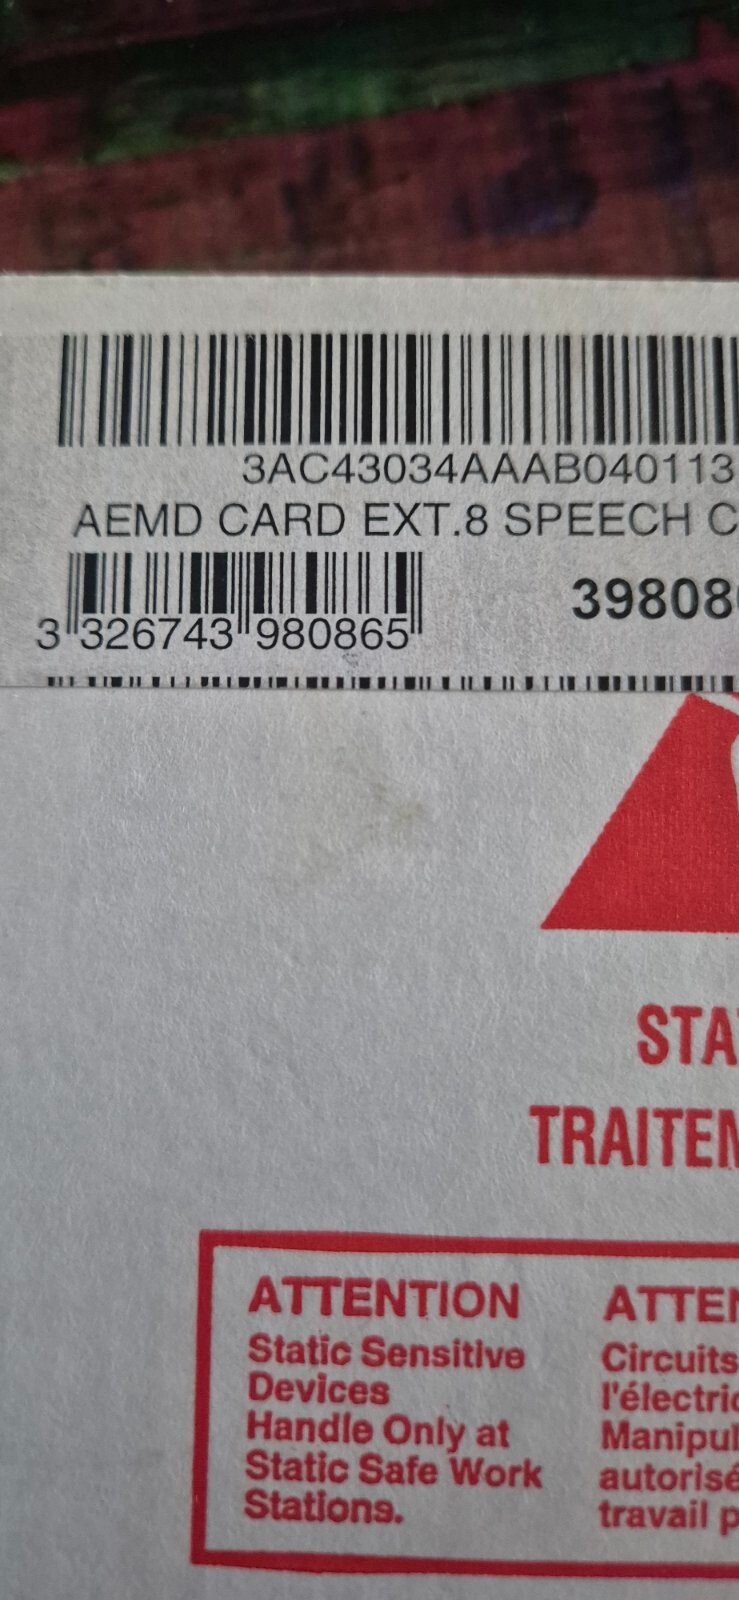 3AC43034AAAB040113
AEMD CARD EXT.8 SPEECH C
39808
3 326743 980865
STA
TRAITEM
ATTENTION
Static Sensitive
Devices
Handle Only at
Static Safe Work
Stations.
ATTEN
Circuits
l'électric
Manipul
autorisé
travail p